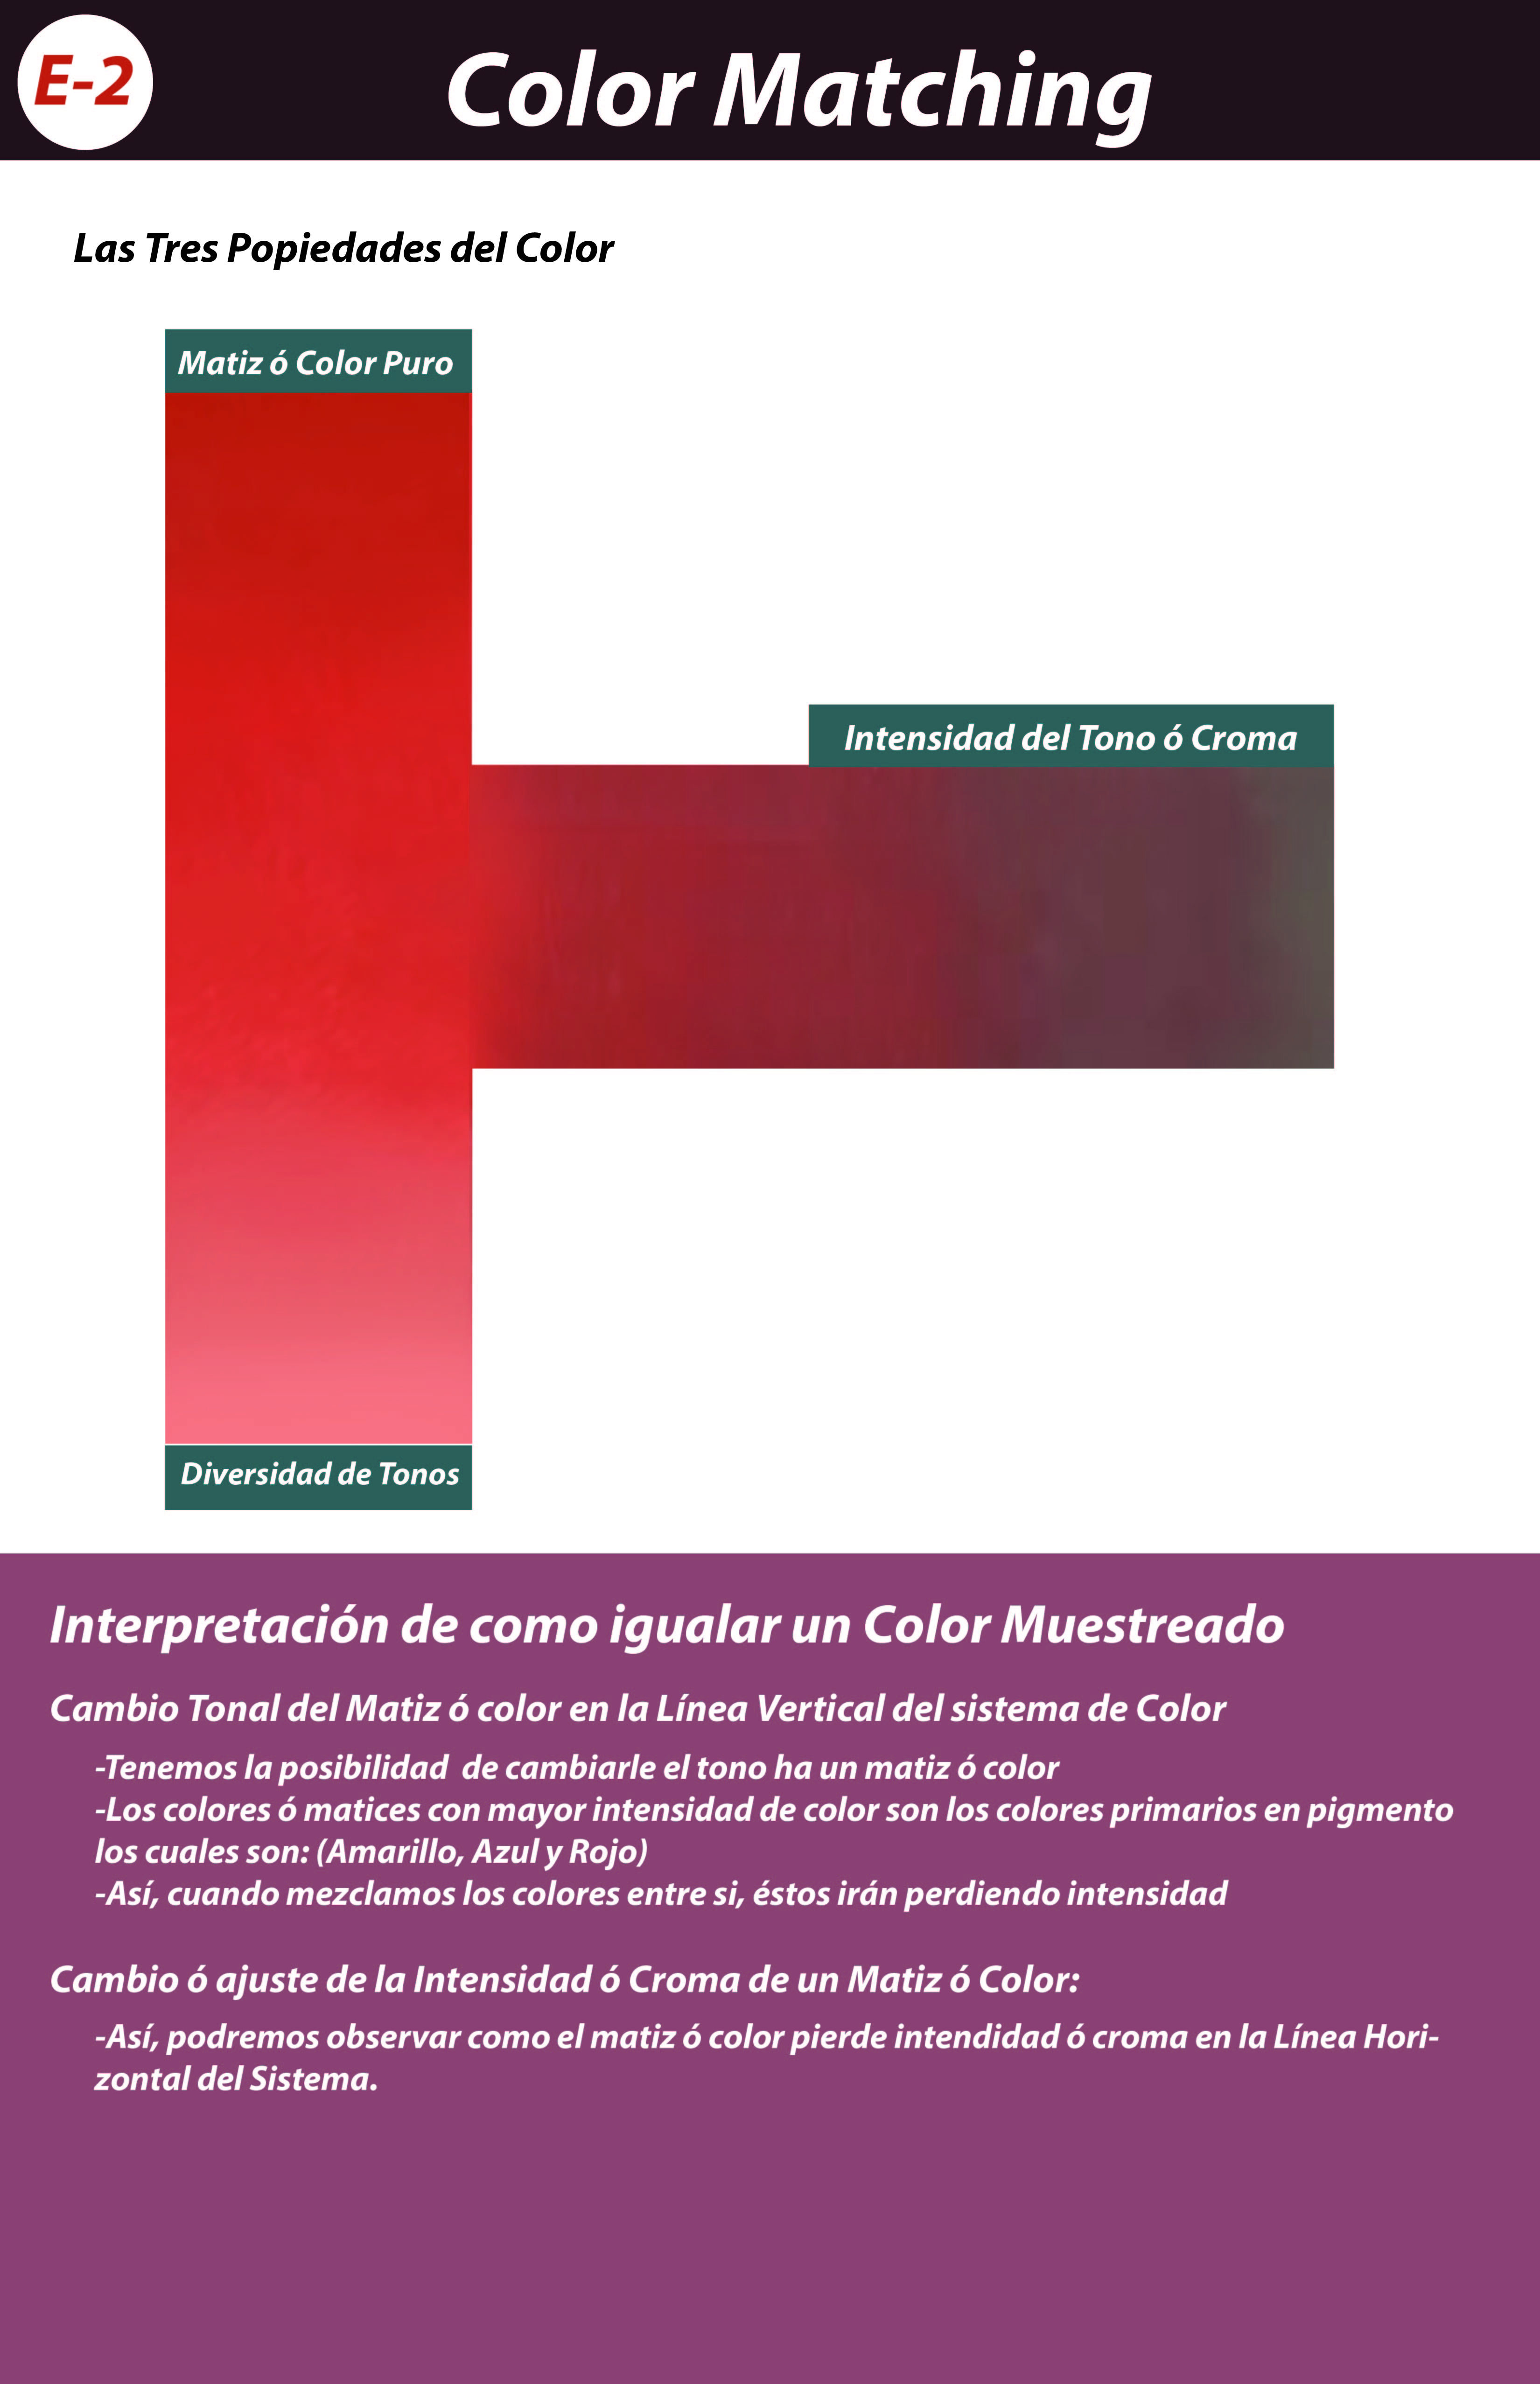 E-2
Color Matching
Las Tres Popiedades del Color
Matiz ó Color Puro
Intensidad del Tono ó Croma
Diversidad de Tonos
Interpretación de como igualar un Color Muestreado
Cambio Tonal del Matiz ó color en la Línea Vertical del sistema de Color
-Tenemos la posibilidad  de cambiarle el tono ha un matiz ó color
-Los colores ó matices con mayor intensidad de color son los colores primarios en pigmento
los cuales son: (Amarillo, Azul y Rojo)
-Así, cuando mezclamos los colores entre si, éstos irán perdiendo intensidad
Cambio ó ajuste de la Intensidad ó Croma de un Matiz ó Color:
-Así, podremos observar como el matiz ó color pierde intendidad ó croma en la Línea Hori-
zontal del Sistema.